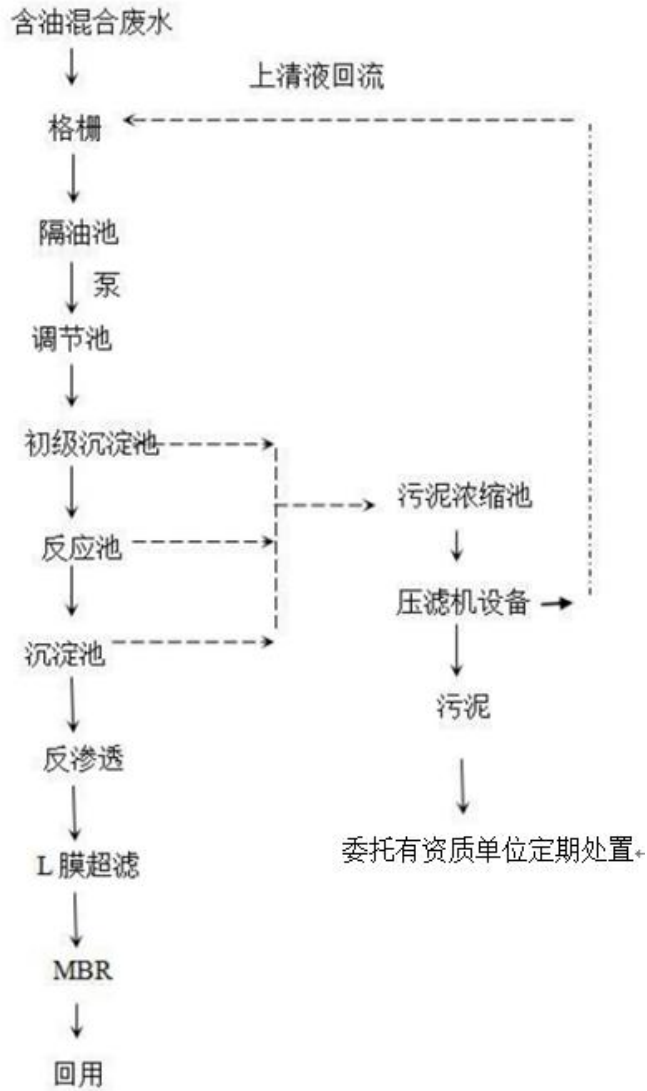 含油混合废水
上清液回流
格栅
隔油池
泵
调节池
初级沉淀池
污泥浓缩池
反应池
压滤机设备
沉淀池
污泥
反渗透
委托有资质单位定期处置
L膜超滤
MBR
回用